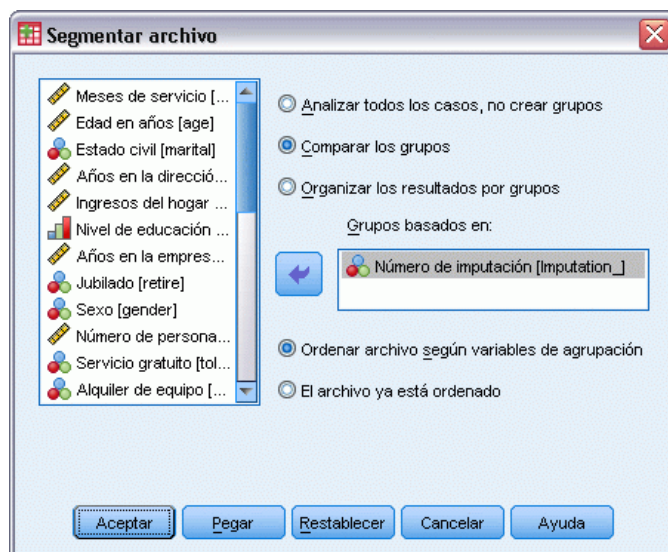 Segmentar archivo
Meses de servicio [...
Edad en años [age]
Estado civil [marital]
Años en la direcció...
Ingresos del hogar ...
Nivel de educación ...
Años en la empres...
Jubilado [retire]
Sexo [gender]
Número de persona...
Servicio gratuito [tol...
Alquiler de equipo [...
Analizar todos los casos, no crear grupos
Comparar los grupos
Organizar los resultados por grupos
Grupos basados en:
Número de imputación [Imputation_]
Ordenar archivo según variables de agrupación
El archivo ya está ordenado
Aceptar
Pegar
Restablecer
Cancelar
Ayuda